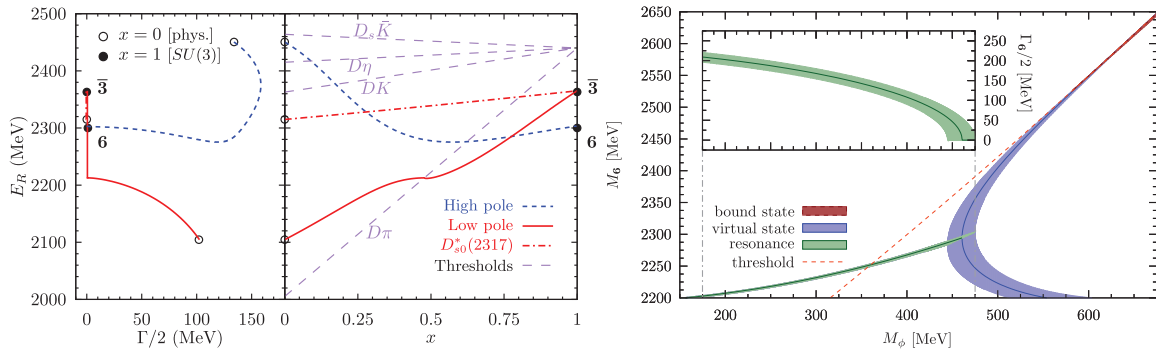 2500
2400
2300
2200
2100
2000
E_R (MeV)
0 50 100 150
Γ/2 (MeV)
x = 0 [phys.]
x = 1 [SU(3)]
3̅
6
D_s K̅
Dη
DK
Dπ
3̅
6
High pole
Low pole
D*_{s0}(2317)
Thresholds
0 0.25 0.5 0.75 1
x
2650
2600
2550
2500
2450
2400
2350
2300
2250
2200
M_6 [MeV]
250
200
150
100
50
0
Γ_6/2 [MeV]
bound state
virtual state
resonance
threshold
200 300 400 500 600
M_ϕ [MeV]